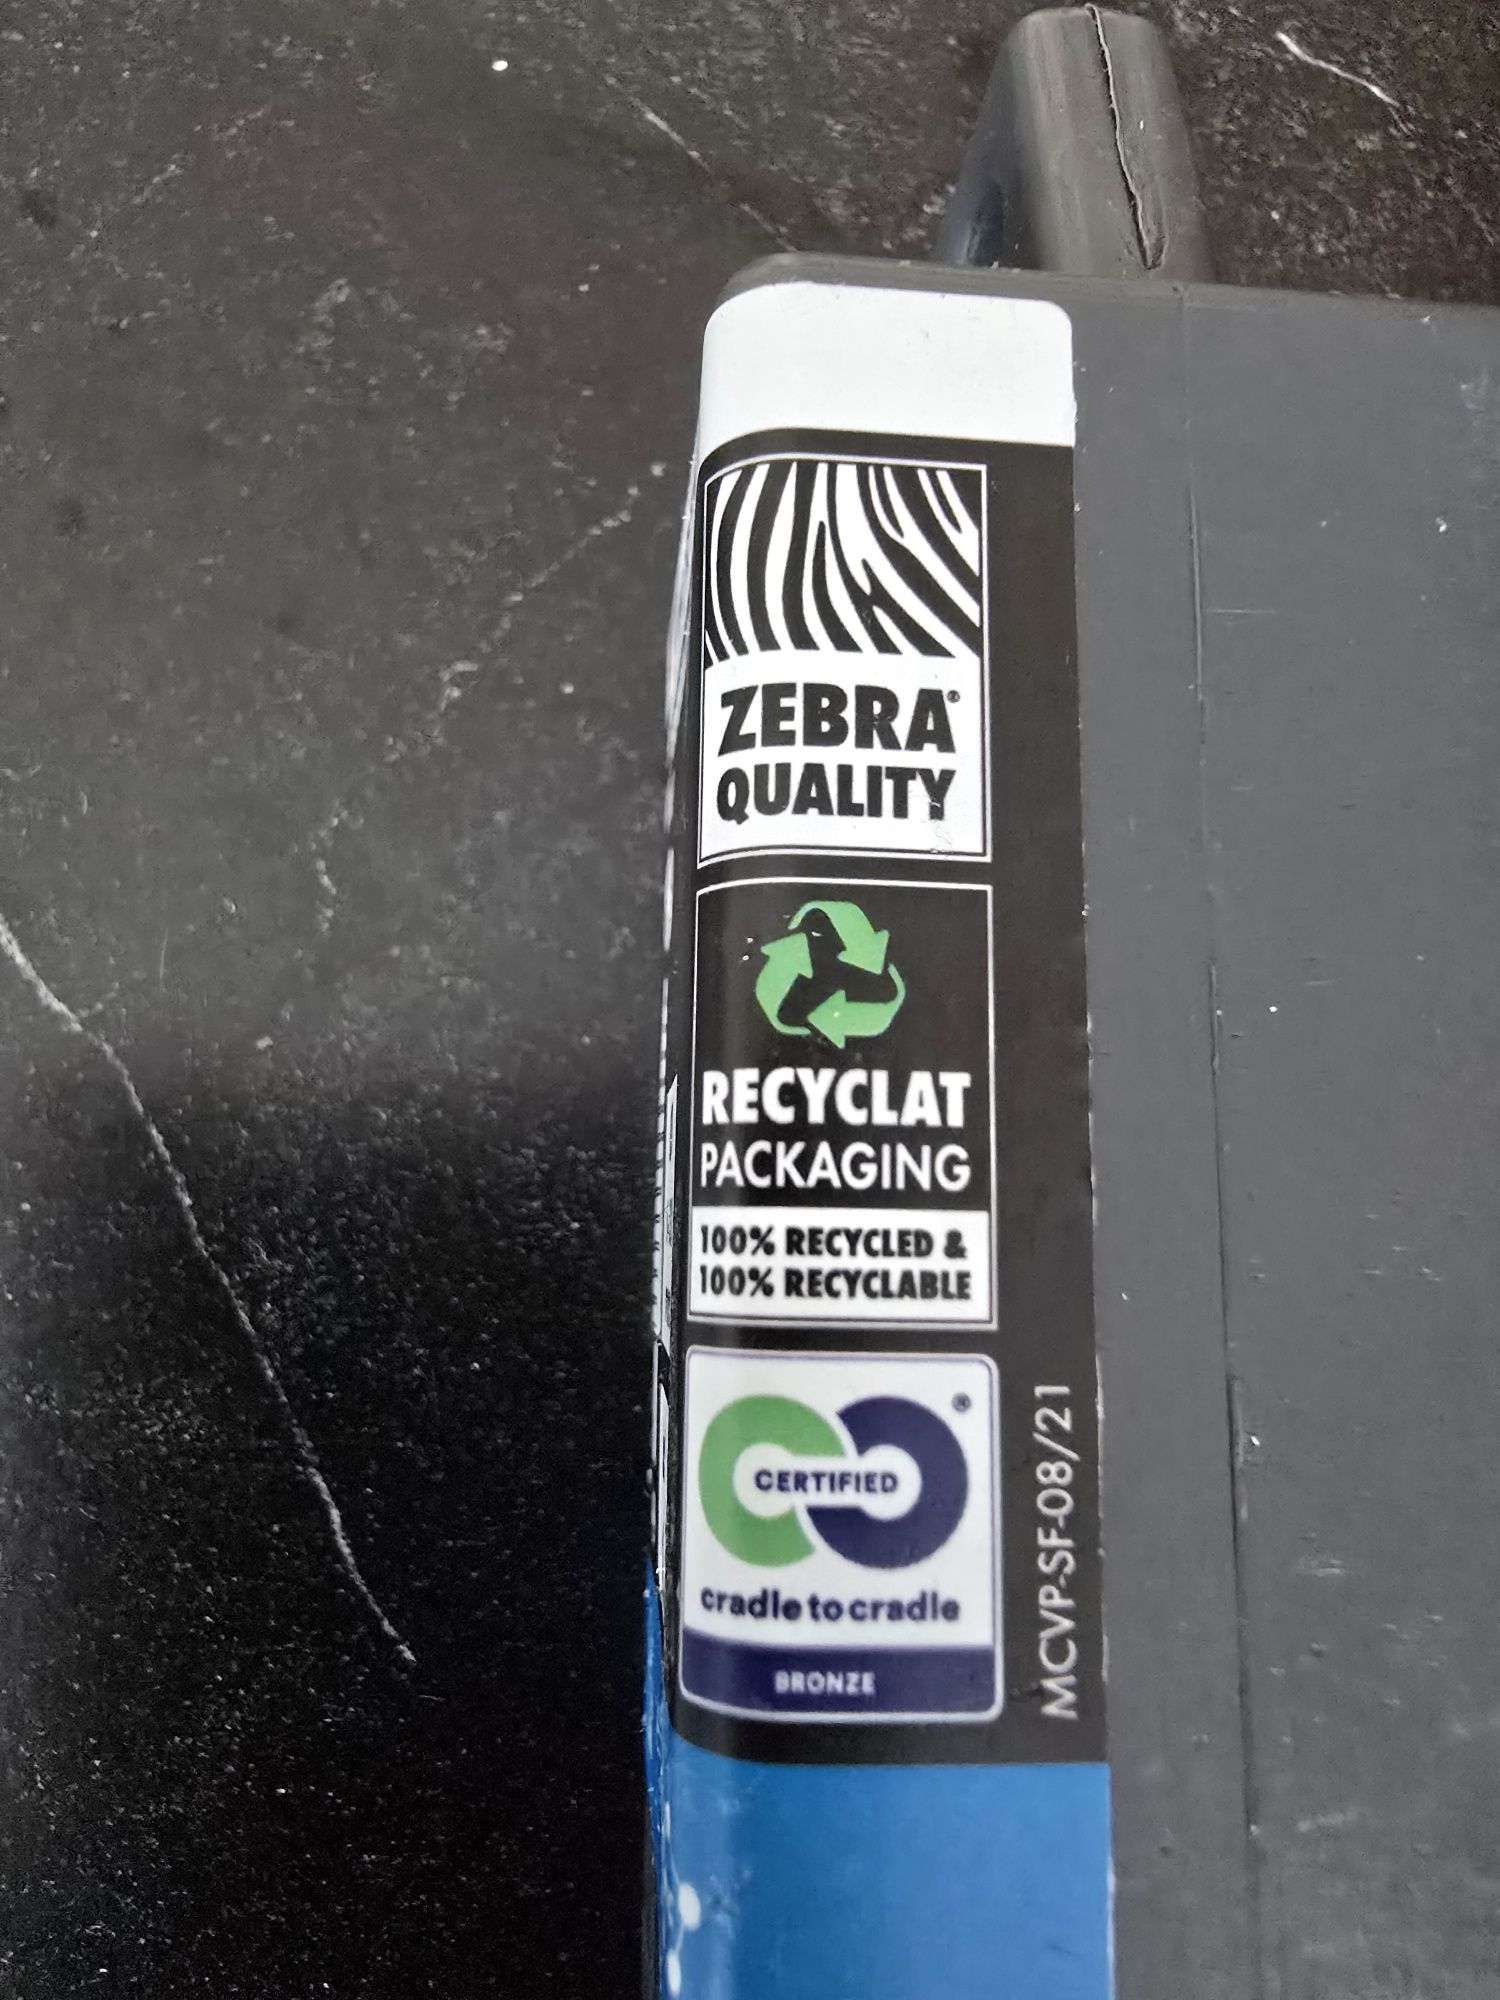 ZEBRA®
QUALITY
RECYCLAT
PACKAGING
100% RECYCLED &
100% RECYCLABLE
®
CERTIFIED
cradle to cradle
BRONZE
MCVP-SF-08/21